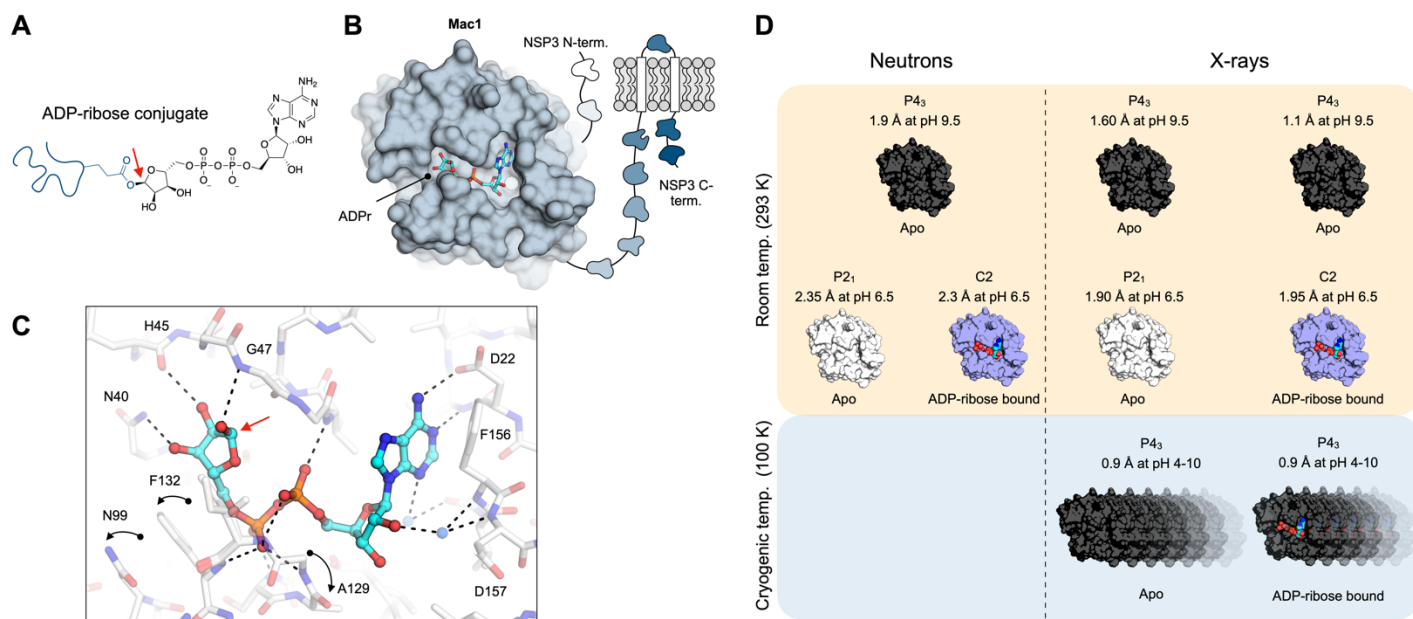 A
ADP-ribose conjugate
NH₂
N
N
N
N
O
O
O
O
O
O
O
P
O
P
O
O⁻
O⁻
HO
OH
OH
HO
B
Mac1
NSP3 N-term.
ADPr
NSP3 C-
term.
C
H45
G47
D22
N40
F156
F132
N99
A129
D157
D
Neutrons
X-rays
Room temp. (293 K)
P4₃
1.9 Å at pH 9.5
Apo
P4₃
1.60 Å at pH 9.5
Apo
P4₃
1.1 Å at pH 9.5
Apo
P2₁
2.35 Å at pH 6.5
Apo
C2
2.3 Å at pH 6.5
ADP-ribose bound
P2₁
1.90 Å at pH 6.5
Apo
C2
1.95 Å at pH 6.5
ADP-ribose bound
Cryogenic temp. (100 K)
P4₃
0.9 Å at pH 4-10
Apo
P4₃
0.9 Å at pH 4-10
ADP-ribose bound